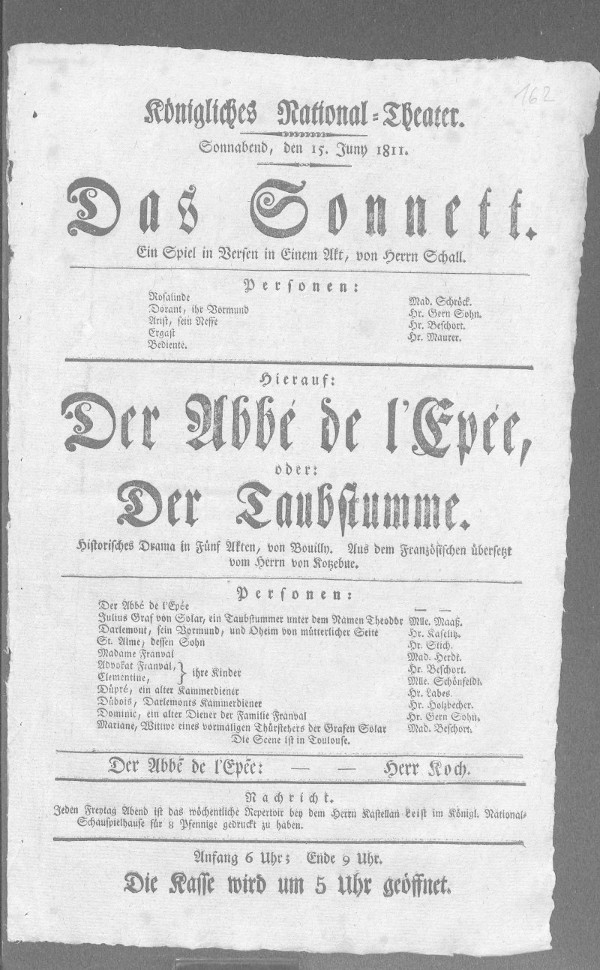 162
Königliches National-Theater.
Sonnabend, den 15. Juny 1811.
Das Sonnett.
Ein Spiel in Versen in Einem Akt, von Herrn Schall.
Personen:
Rosalinde Mad. Schröck.
Dorant, ihr Vormund Hr. Gern Sohn.
Arist, sein Neffe Hr. Beschort.
Ergast Hr. Maurer.
Bediente.
Hierauf:
Der Abbé de l'Epée,
oder:
Der Taubstumme.
Historisches Drama in Fünf Akten, von Bouilly. Aus dem Französischen übersetzt
vom Herrn von Kotzebue.
Personen:
Der Abbé de l'Epée — —
Julius Graf von Solar, ein Taubstummer unter dem Namen Theodor Mlle. Maaß.
Darlemont, sein Vormund, und Oheim von mütterlicher Seite Hr. Kaselitz.
St. Alme, dessen Sohn Hr. Stich.
Madame Franval Mad. Herdt.
Advokat Franval, Hr. Beschort.
Clementine, } ihre Kinder Mlle. Schönfeldt.
Düpré, ein alter Kammerdiener Hr. Labes.
Dübois, Darlemonts Kammerdiener Hr. Holzbecher.
Dominic, ein alter Diener der Familie Franval Hr. Gern Sohn.
Mariane, Wittwe eines vormaligen Thürstehers der Grafen Solar Mad. Beschort.
Die Scene ist in Toulouse.
Der Abbé de l'Epée: — — Herr Koch.
Nachricht.
Jeden Freytag Abend ist das wöchentliche Repertoir bey dem Herrn Kastellan Leist im Königl. National-
Schauspielhause für 8 Pfennige gedruckt zu haben.
Anfang 6 Uhr; Ende 9 Uhr.
Die Kasse wird um 5 Uhr geöffnet.